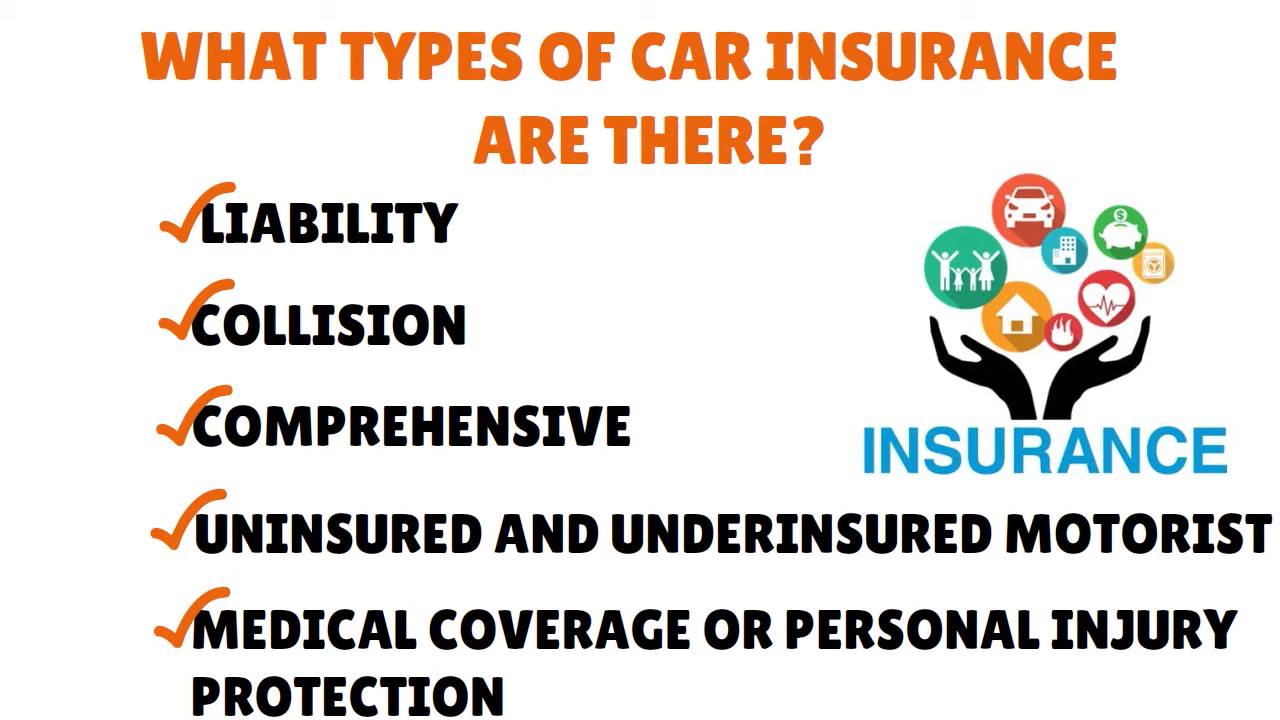 WHAT TYPES OF CAR INSURANCE
ARE THERE?
LIABILITY
COLLISION
COMPREHENSIVE
INSURANCE
UNINSURED AND UNDERINSURED MOTORIST
MEDICAL COVERAGE OR PERSONAL INJURY
PROTECTION